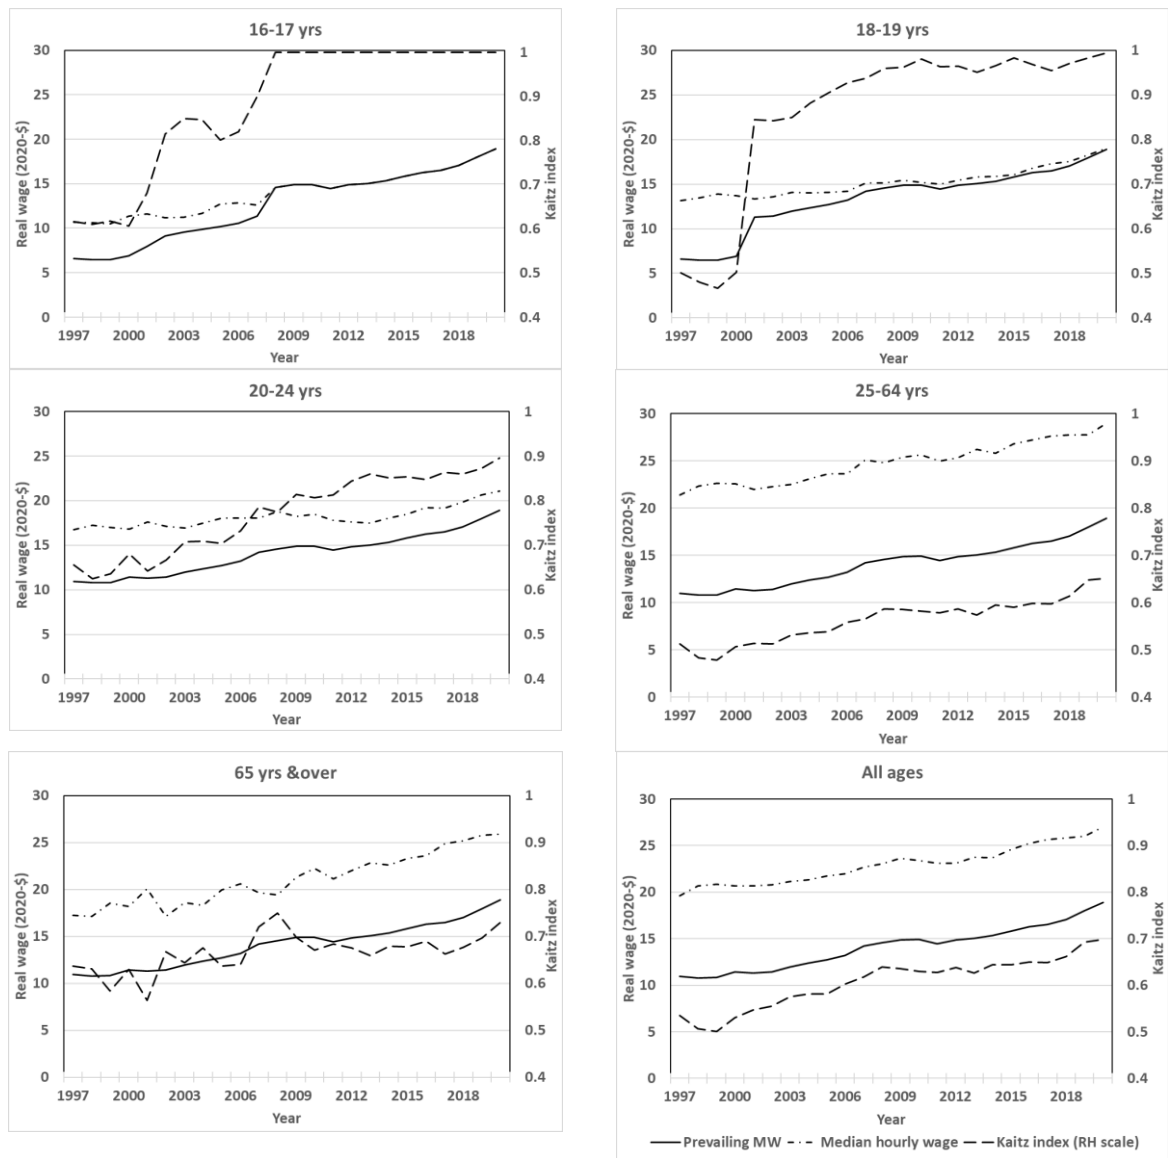 16-17 yrs
Real wage (2020-$)
30
25
20
15
10
5
0
1
0.9
0.8
0.7
0.6
0.5
0.4
Kaitz index
1997 2000 2003 2006 2009 2012 2015 2018
Year
18-19 yrs
Real wage (2020-$)
30
25
20
15
10
5
0
1
0.9
0.8
0.7
0.6
0.5
0.4
Kaitz index
1997 2000 2003 2006 2009 2012 2015 2018
Year
20-24 yrs
Real wage (2020-$)
30
25
20
15
10
5
0
1
0.9
0.8
0.7
0.6
0.5
0.4
Kaitz index
1997 2000 2003 2006 2009 2012 2015 2018
Year
25-64 yrs
Real wage (2020-$)
30
25
20
15
10
5
0
1
0.9
0.8
0.7
0.6
0.5
0.4
Kaitz index
1997 2000 2003 2006 2009 2012 2015 2018
Year
65 yrs &over
Real wage (2020-$)
30
25
20
15
10
5
0
1
0.9
0.8
0.7
0.6
0.5
0.4
Kaitz index
1997 2000 2003 2006 2009 2012 2015 2018
Year
All ages
Real wage (2020-$)
30
25
20
15
10
5
0
1
0.9
0.8
0.7
0.6
0.5
0.4
Kaitz index
1997 2000 2003 2006 2009 2012 2015 2018
Year
Prevailing MW Median hourly wage Kaitz index (RH scale)